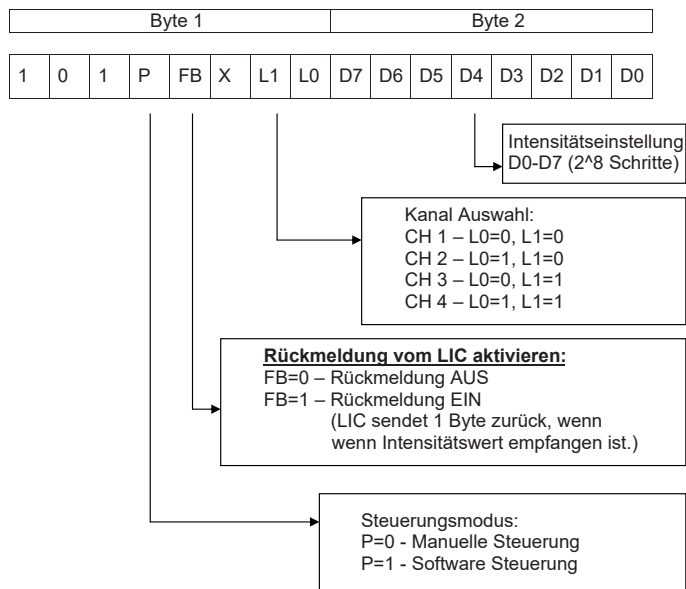 Byte 1 Byte 2
1 0 1 P FB X L1 L0 D7 D6 D5 D4 D3 D2 D1 D0
Intensitätseinstellung
D0-D7 (2^8 Schritte)
Kanal Auswahl:
CH 1 – L0=0, L1=0
CH 2 – L0=1, L1=0
CH 3 – L0=0, L1=1
CH 4 – L0=1, L1=1
Rückmeldung vom LIC aktivieren:
FB=0 – Rückmeldung AUS
FB=1 – Rückmeldung EIN
(LIC sendet 1 Byte zurück, wenn
wenn Intensitätswert empfangen ist.)
Steuerungsmodus:
P=0 - Manuelle Steuerung
P=1 - Software Steuerung